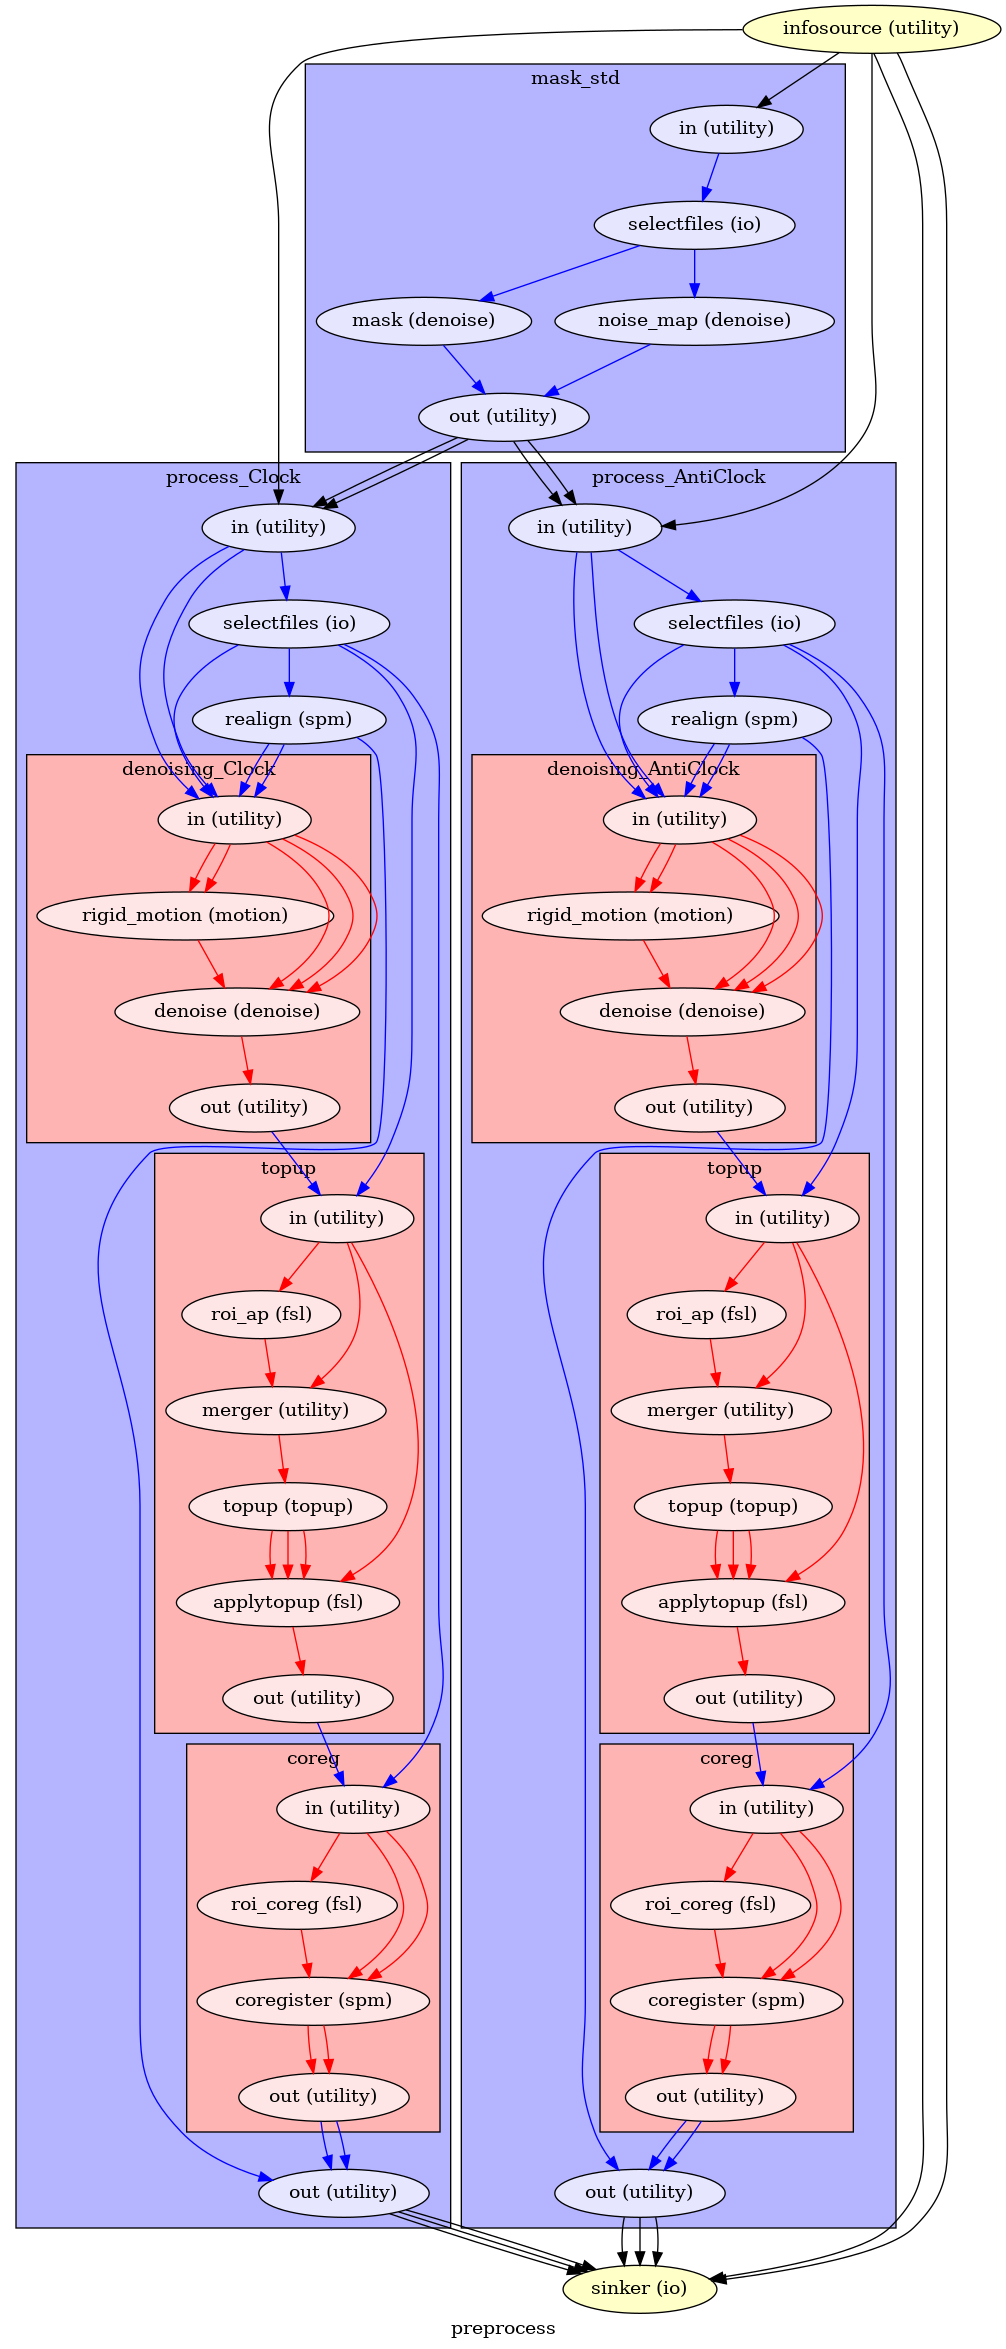 infosource (utility)
mask_std
in (utility)
selectfiles (io)
mask (denoise)
noise_map (denoise)
out (utility)
process_Clock
in (utility)
selectfiles (io)
realign (spm)
denoising_Clock
in (utility)
rigid_motion (motion)
denoise (denoise)
out (utility)
topup
in (utility)
roi_ap (fsl)
merger (utility)
topup (topup)
applytopup (fsl)
out (utility)
coreg
in (utility)
roi_coreg (fsl)
coregister (spm)
out (utility)
out (utility)
process_AntiClock
in (utility)
selectfiles (io)
realign (spm)
denoising_AntiClock
in (utility)
rigid_motion (motion)
denoise (denoise)
out (utility)
topup
in (utility)
roi_ap (fsl)
merger (utility)
topup (topup)
applytopup (fsl)
out (utility)
coreg
in (utility)
roi_coreg (fsl)
coregister (spm)
out (utility)
out (utility)
sinker (io)
preprocess